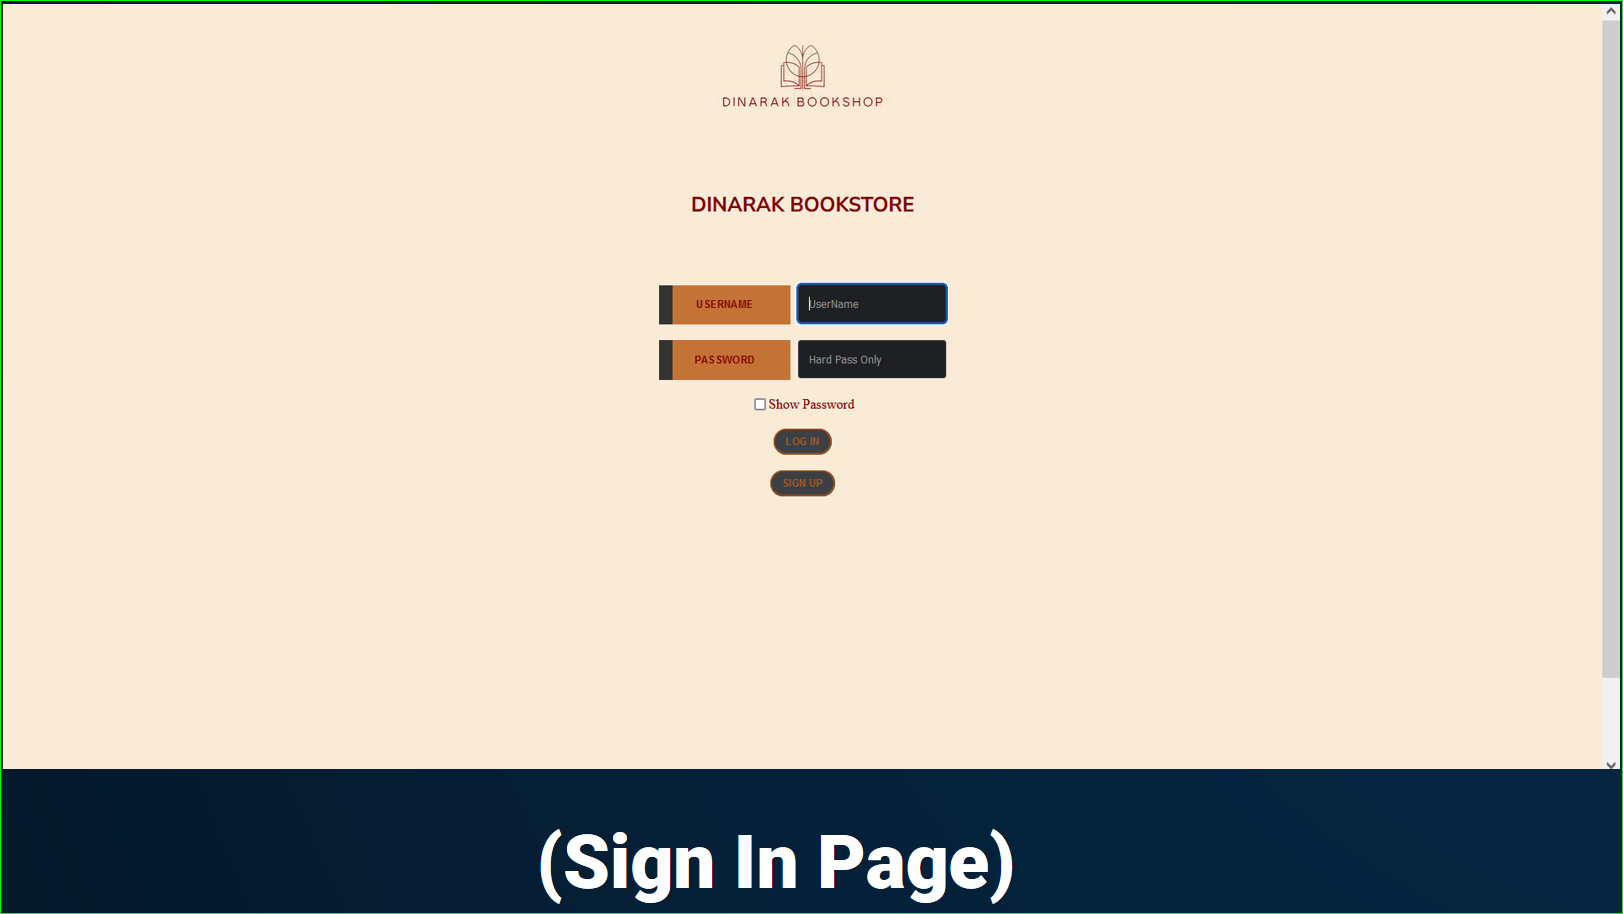 DINARAK BOOKSHOP
DINARAK BOOKSTORE
USERNAME
UserName
PASSWORD
Hard Pass Only
Show Password
LOG IN
SIGN UP
(Sign In Page)